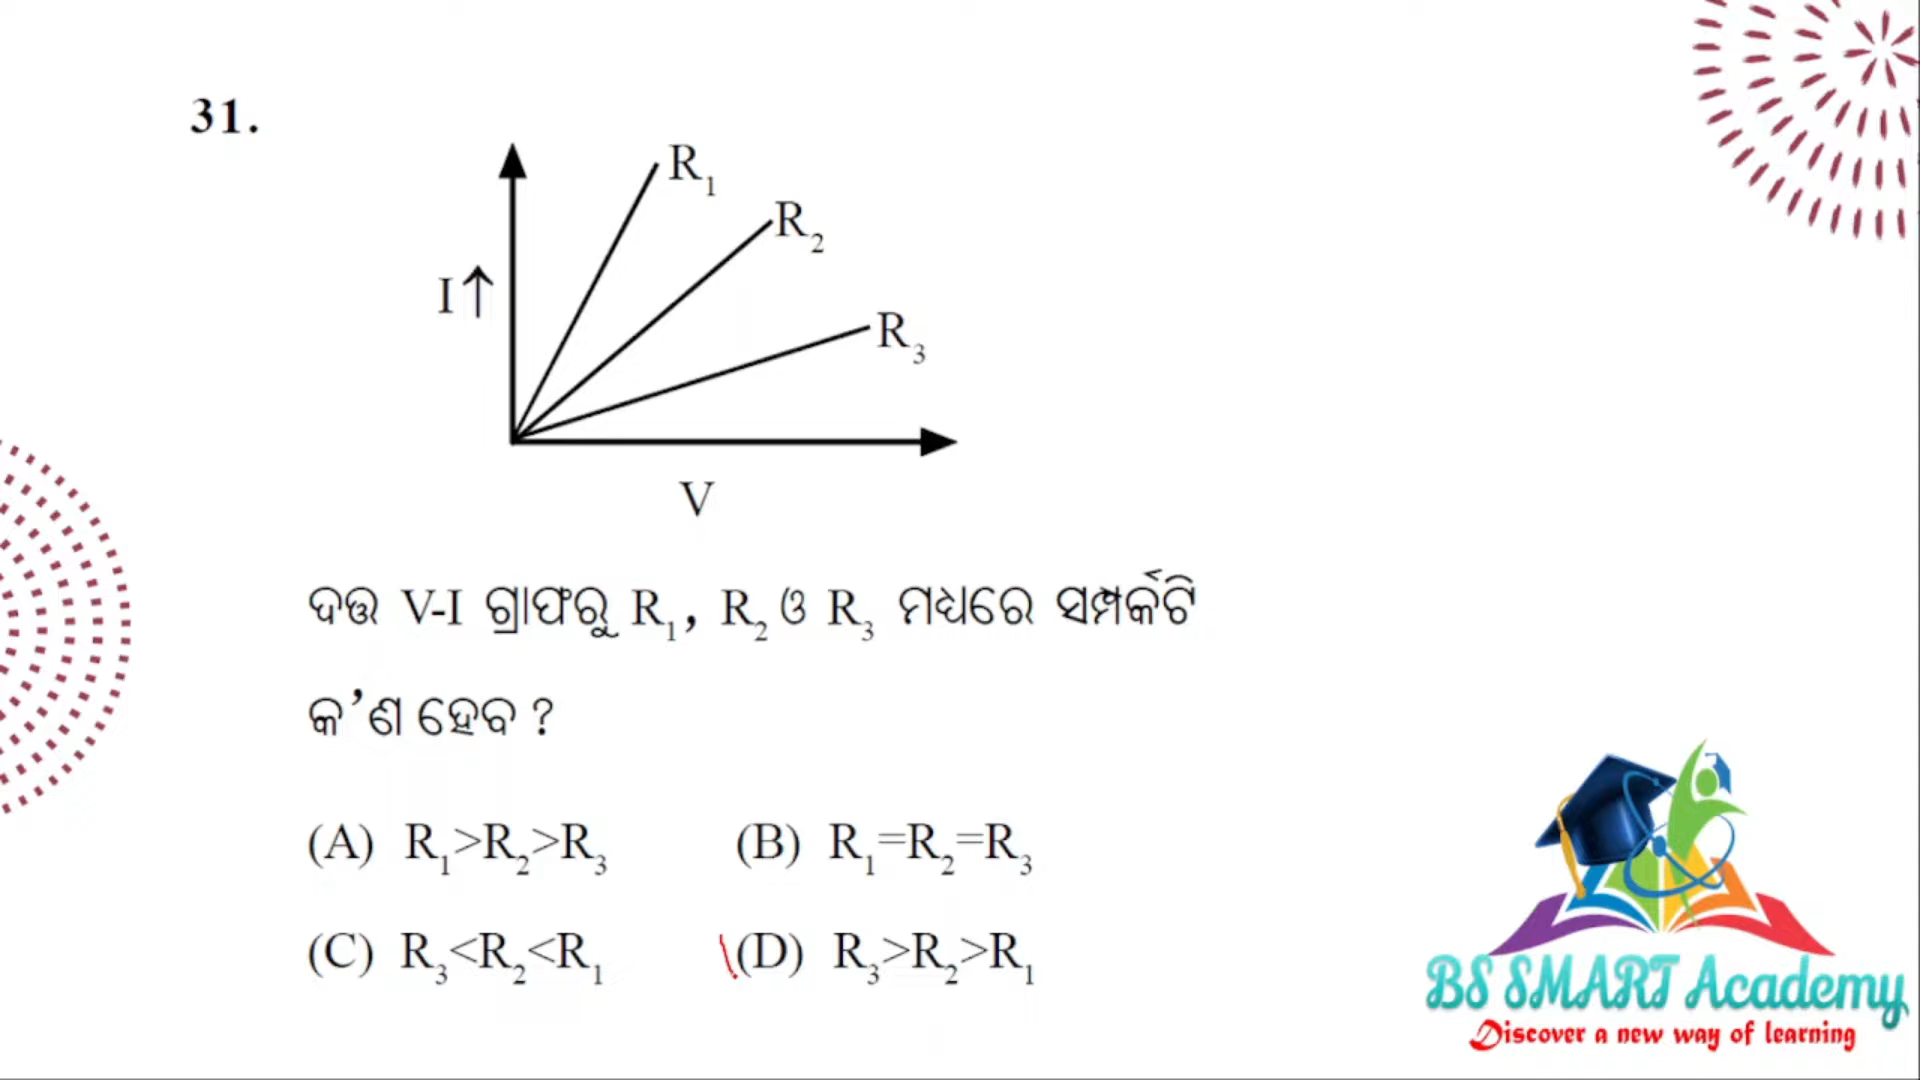 31.
R₁
R₂
I↑
R₃
V
ଦତ୍ତ V-I ଗ୍ରାଫରୁ R₁, R₂ ଓ R₃ ମଧ୍ୟରେ ସମ୍ପର୍କଟି
କ'ଣ ହେବ ?
(A) R₁>R₂>R₃ (B) R₁=R₂=R₃
(C) R₃<R₂<R₁ (D) R₃>R₂>R₁
BS SMART Academy
Discover a new way of learning